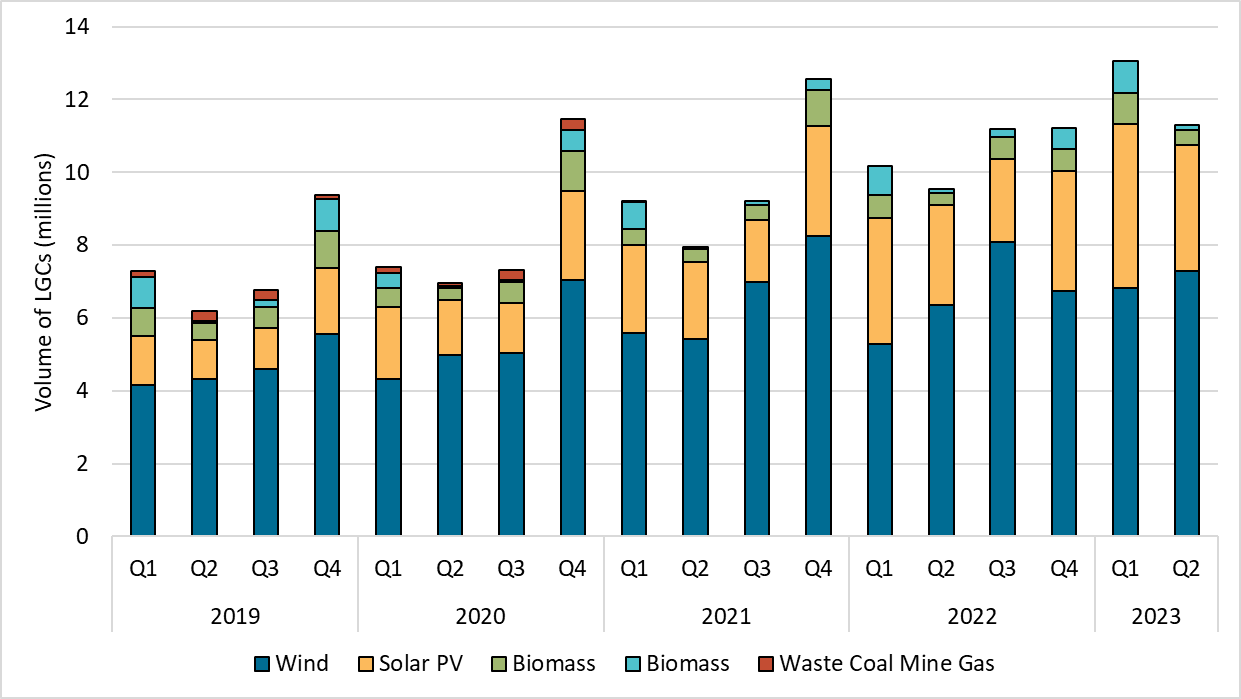 Volume of LGCs (millions)
14
12
10
8
6
4
2
0
Q1 Q2 Q3 Q4 Q1 Q2 Q3 Q4 Q1 Q2 Q3 Q4 Q1 Q2 Q3 Q4 Q1 Q2
2019 2020 2021 2022 2023
Wind Solar PV Biomass Biomass Waste Coal Mine Gas